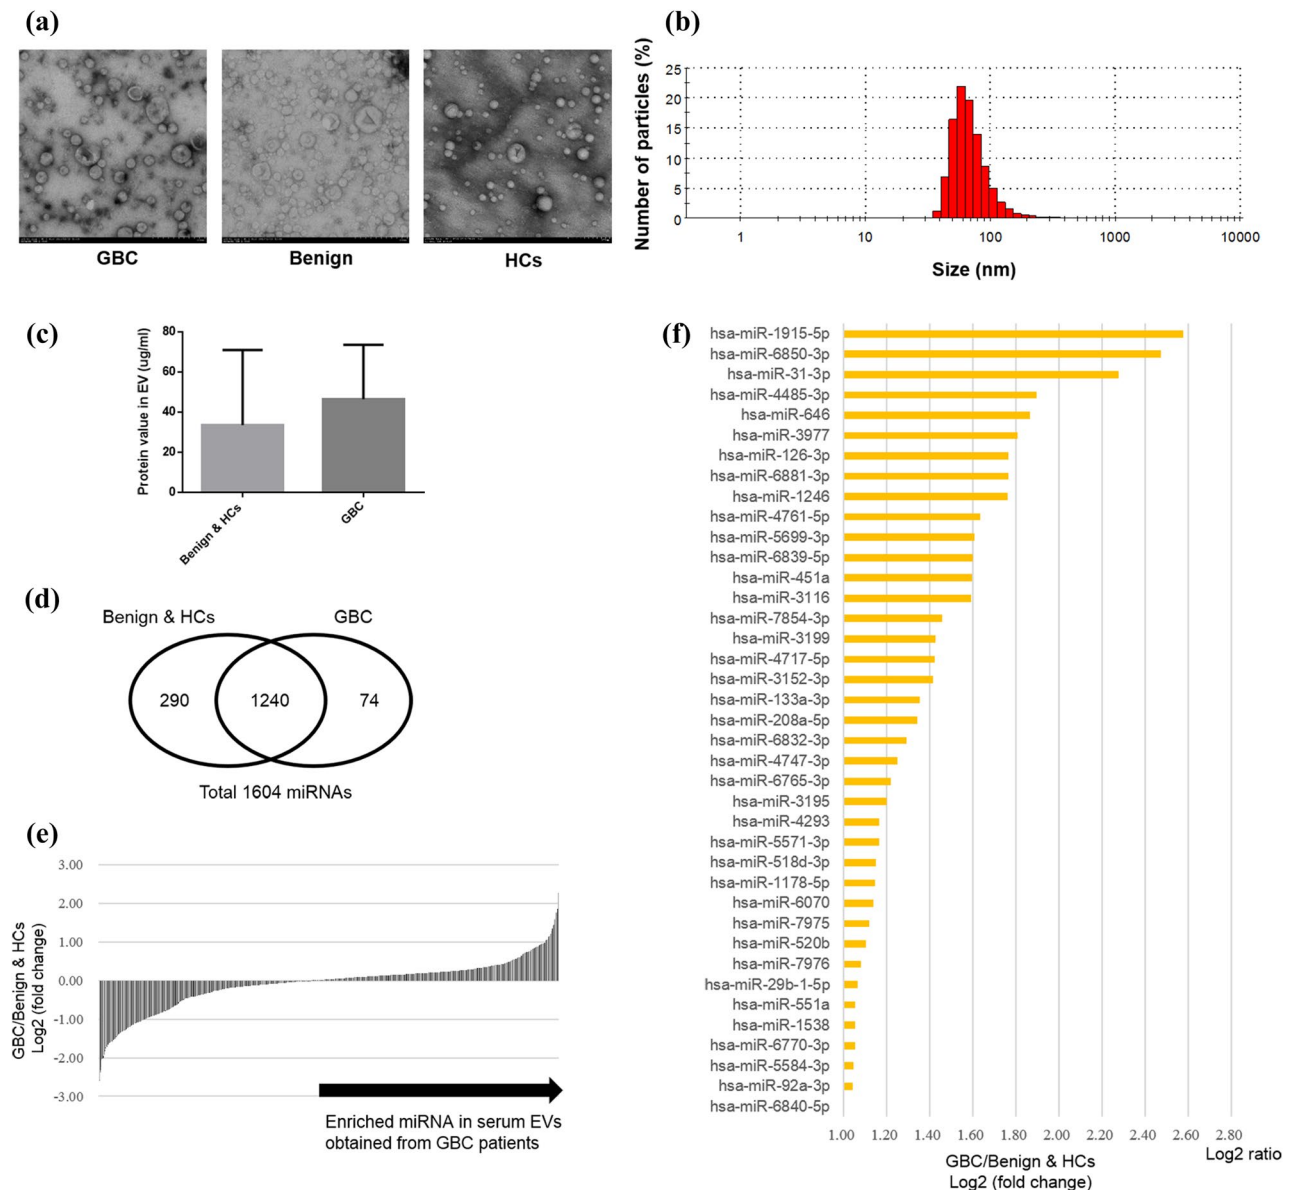 (a)
GBC
Benign
HCs
(b)
Number of particles (%)
25
20
15
10
5
0
1
10
100
1000
10000
Size (nm)
(c)
Protein value in EV (ug/ml)
80
60
40
20
0
Benign & HCs
GBC
(d)
Benign & HCs
GBC
290
1240
74
Total 1604 miRNAs
(e)
GBC/Benign & HCs
Log2 (fold change)
3.00
2.00
1.00
0.00
-1.00
-2.00
-3.00
Enriched miRNA in serum EVs
obtained from GBC patients
(f)
hsa-miR-1915-5p
hsa-miR-6850-3p
hsa-miR-31-3p
hsa-miR-4485-3p
hsa-miR-646
hsa-miR-3977
hsa-miR-126-3p
hsa-miR-6881-3p
hsa-miR-1246
hsa-miR-4761-5p
hsa-miR-5699-3p
hsa-miR-6839-5p
hsa-miR-451a
hsa-miR-3116
hsa-miR-7854-3p
hsa-miR-3199
hsa-miR-4717-5p
hsa-miR-3152-3p
hsa-miR-133a-3p
hsa-miR-208a-5p
hsa-miR-6832-3p
hsa-miR-4747-3p
hsa-miR-6765-3p
hsa-miR-3195
hsa-miR-4293
hsa-miR-5571-3p
hsa-miR-518d-3p
hsa-miR-1178-5p
hsa-miR-6070
hsa-miR-7975
hsa-miR-520b
hsa-miR-7976
hsa-miR-29b-1-5p
hsa-miR-551a
hsa-miR-1538
hsa-miR-6770-3p
hsa-miR-5584-3p
hsa-miR-92a-3p
hsa-miR-6840-5p
1.00 1.20 1.40 1.60 1.80 2.00 2.20 2.40 2.60 2.80
Log2 ratio
GBC/Benign & HCs
Log2 (fold change)